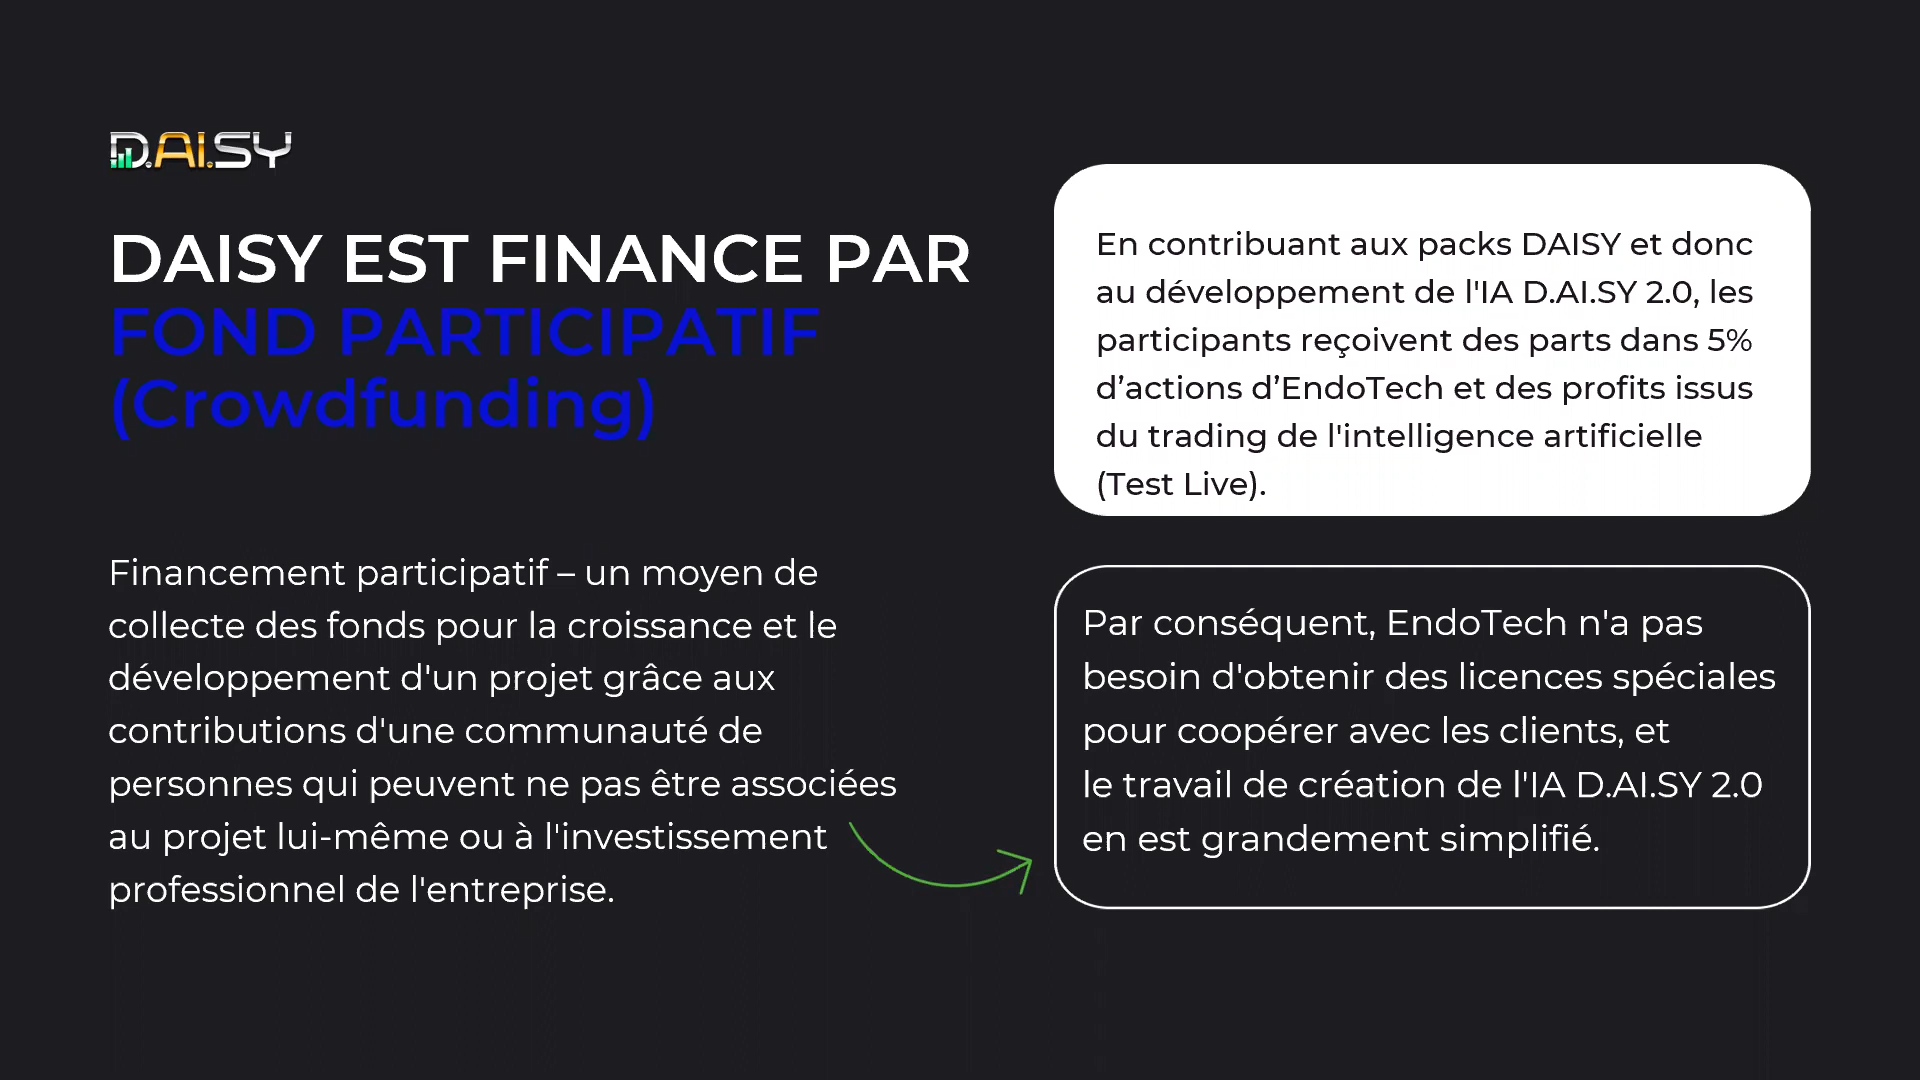 D.AI.SY
DAISY EST FINANCE PAR
FOND PARTICIPATIF
(Crowdfunding)
Financement participatif – un moyen de
collecte des fonds pour la croissance et le
développement d'un projet grâce aux
contributions d'une communauté de
personnes qui peuvent ne pas être associées
au projet lui-même ou à l'investissement
professionnel de l'entreprise.
En contribuant aux packs DAISY et donc
au développement de l'IA D.AI.SY 2.0, les
participants reçoivent des parts dans 5%
d’actions d’EndoTech et des profits issus
du trading de l'intelligence artificielle
(Test Live).
Par conséquent, EndoTech n'a pas
besoin d'obtenir des licences spéciales
pour coopérer avec les clients, et
le travail de création de l'IA D.AI.SY 2.0
en est grandement simplifié.